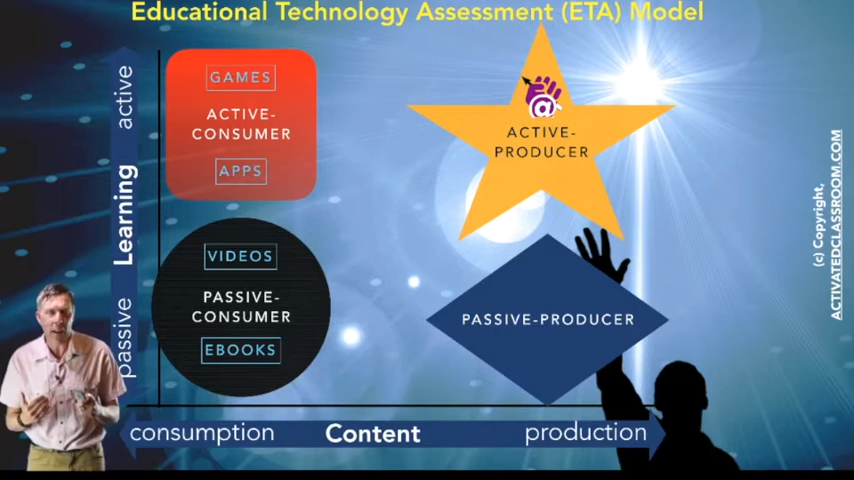 Educational Technology Assessment (ETA) Model
active
Learning
passive
GAMES
ACTIVE-
CONSUMER
APPS
@
ACTIVE-
PRODUCER
VIDEOS
PASSIVE-
CONSUMER
EBOOKS
PASSIVE-PRODUCER
consumption
Content
production
(c) Copyright,
ACTIVATEDCLASSROOM.COM